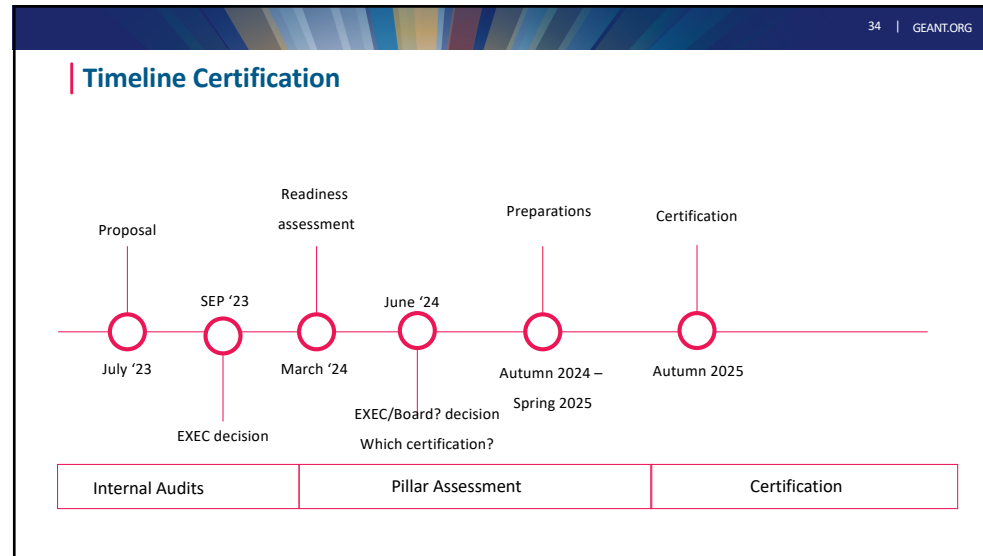 34 | GEANT.ORG
Timeline Certification
Proposal
July ‘23
SEP ‘23
EXEC decision
Readiness
assessment
March ‘24
June ‘24
EXEC/Board? decision
Which certification?
Preparations
Autumn 2024 –
Spring 2025
Certification
Autumn 2025
Internal Audits
Pillar Assessment
Certification